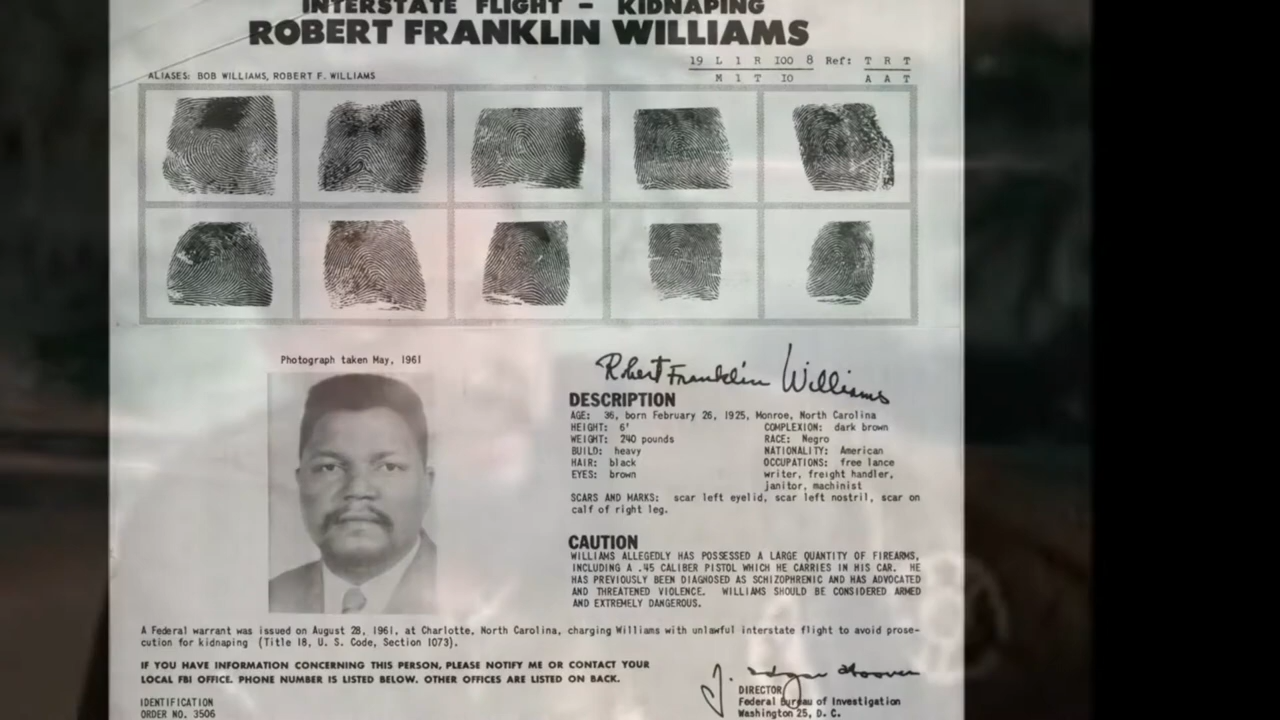 INTERSTATE FLIGHT - KIDNAPING
ROBERT FRANKLIN WILLIAMS
19 L 1 R IOO 8 Ref: T R T
M 1 T IO A A T
ALIASES: BOB WILLIAMS, ROBERT F. WILLIAMS
Photograph taken May, 1961
Robert Franklin Williams
DESCRIPTION
AGE: 36, born February 26, 1925, Monroe, North Carolina
HEIGHT: 6' COMPLEXION: dark brown
WEIGHT: 240 pounds RACE: Negro
BUILD: heavy NATIONALITY: American
HAIR: black OCCUPATIONS: free lance
EYES: brown writer, freight handler,
janitor, machinist
SCARS AND MARKS: scar left eyelid, scar left nostril, scar on
calf of right leg.
CAUTION
WILLIAMS ALLEGEDLY HAS POSSESSED A LARGE QUANTITY OF FIREARMS,
INCLUDING A .45 CALIBER PISTOL WHICH HE CARRIES IN HIS CAR. HE
HAS PREVIOUSLY BEEN DIAGNOSED AS SCHIZOPHRENIC AND HAS ADVOCATED
AND THREATENED VIOLENCE. WILLIAMS SHOULD BE CONSIDERED ARMED
AND EXTREMELY DANGEROUS.
A Federal warrant was issued on August 28, 1961, at Charlotte, North Carolina, charging Williams with unlawful interstate flight to avoid prose-
cution for kidnaping (Title 18, U. S. Code, Section 1073).
IF YOU HAVE INFORMATION CONCERNING THIS PERSON, PLEASE NOTIFY ME OR CONTACT YOUR
LOCAL FBI OFFICE. PHONE NUMBER IS LISTED BELOW. OTHER OFFICES ARE LISTED ON BACK.
J. Edgar Hoover
DIRECTOR
Federal Bureau of Investigation
Washington 25, D. C.
IDENTIFICATION
ORDER NO. 3506